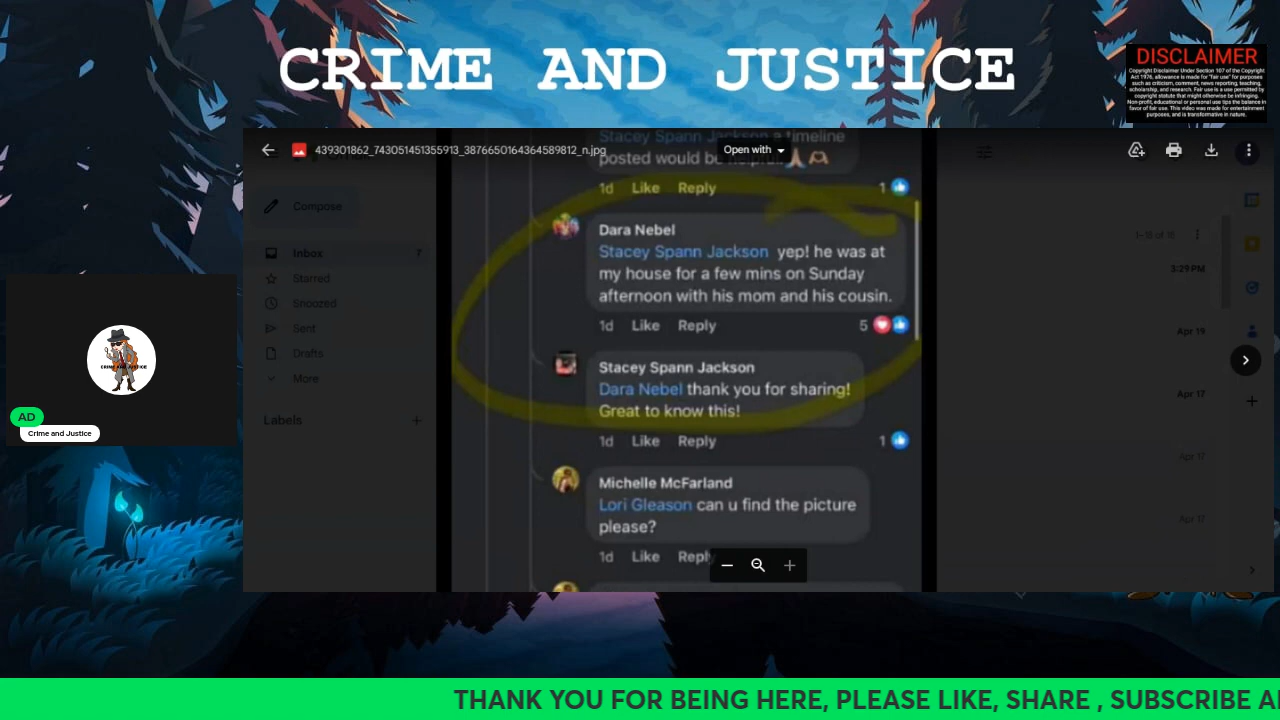 CRIME AND JUSTICE
DISCLAIMER
Copyright Disclaimer Under Section 107 of the Copyright
Act 1976, allowance is made for "fair use" for purposes
such as criticism, comment, news reporting, teaching,
scholarship, and research. Fair use is a use permitted by
copyright statute that might otherwise be infringing.
Non-profit, educational or personal use tips the balance in
favor of fair use. This video was made for entertainment
purposes, and is transformative in nature.
439301862_743051451355913_3876650164364589812_n.jpg
Open with
Stacey Spann Jackson a timeline
posted would be
1d Like Reply 1
Compose
Inbox 7
Starred
Snoozed
Sent
Drafts
More
Labels
Dara Nebel
Stacey Spann Jackson yep! he was at
my house for a few mins on Sunday
afternoon with his mom and his cousin.
1d Like Reply 5
Stacey Spann Jackson
Dara Nebel thank you for sharing!
Great to know this!
1d Like Reply 1
Michelle McFarland
Lori Gleason can u find the picture
please?
1d Like Reply
3:29 PM
Apr 19
Apr 17
Apr 17
Apr 17
CRIME AND JUSTICE
AD
Crime and Justice
THANK YOU FOR BEING HERE, PLEASE LIKE, SHARE , SUBSCRIBE